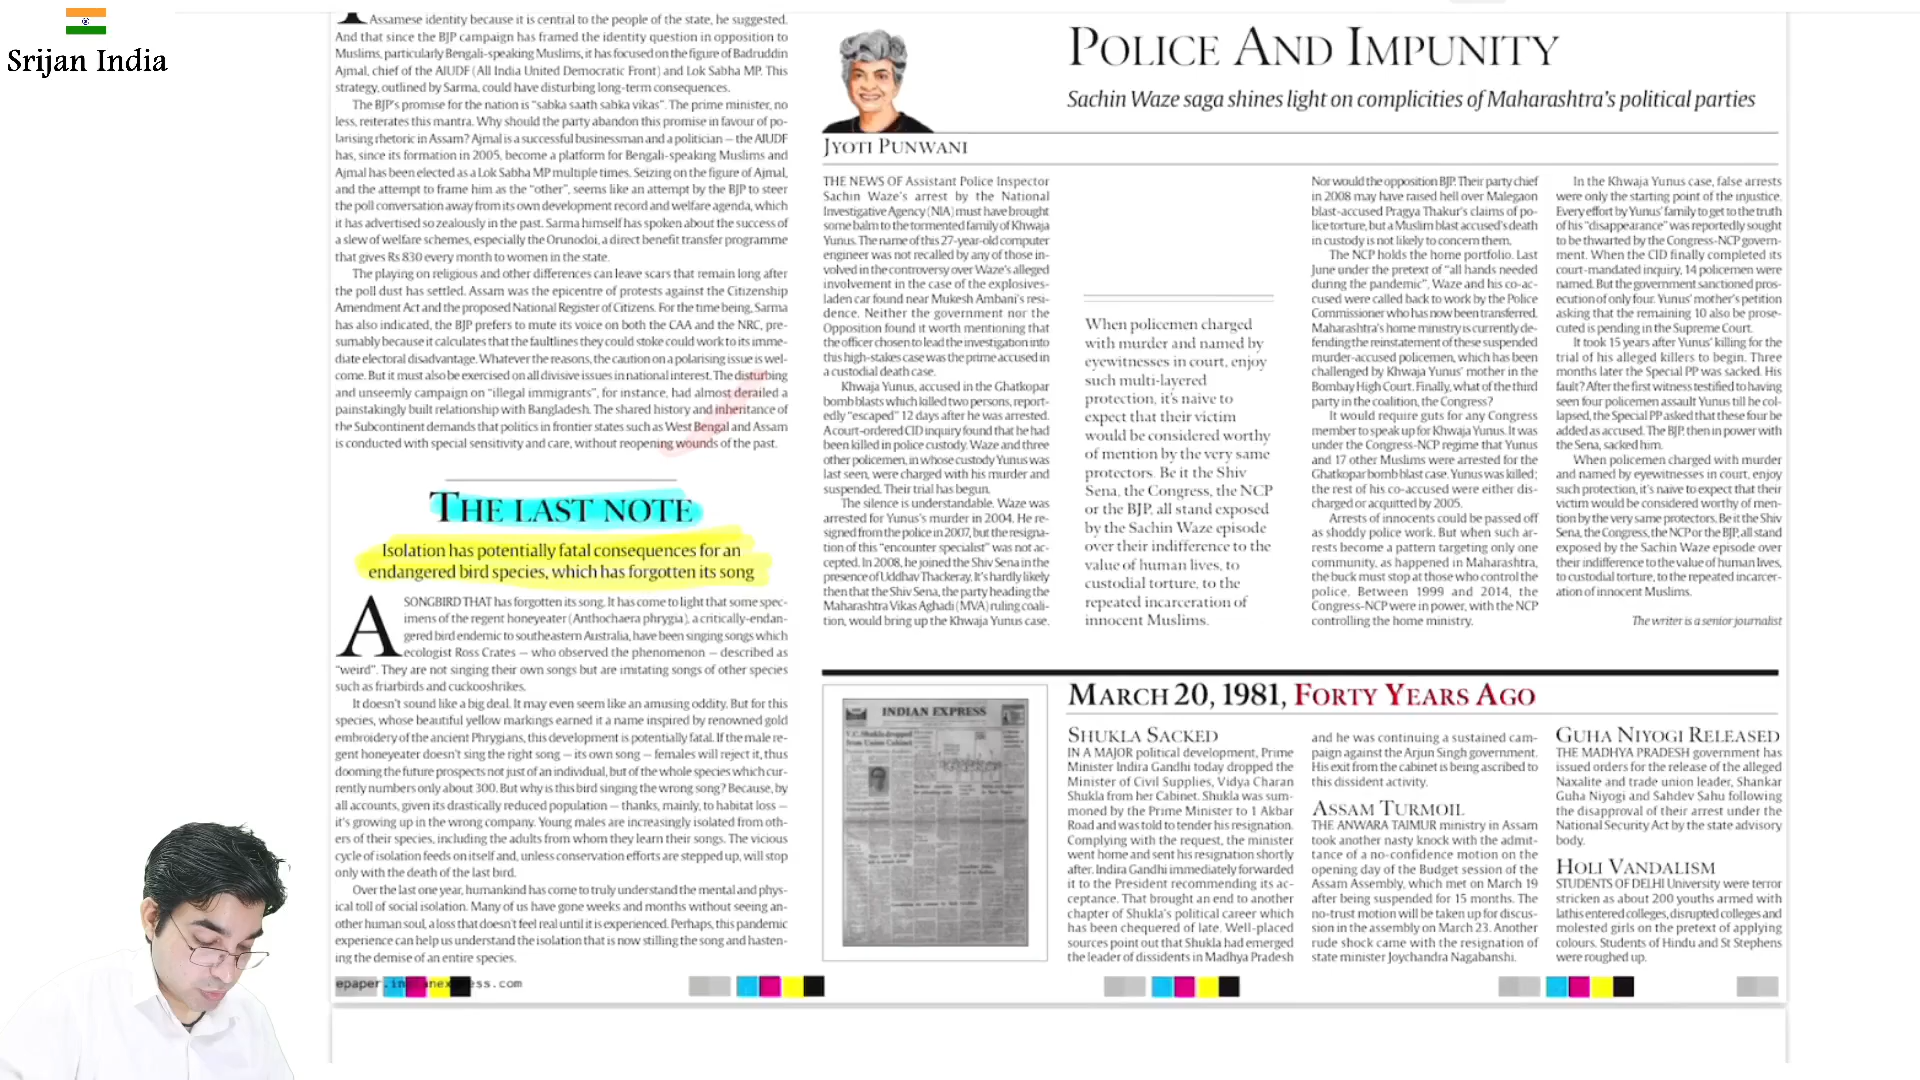 Srijan India
Assamese identity because it is central to the people of the state, he suggested.
And that since the BJP campaign has framed the identity question in opposition to
Muslims, particularly Bengali-speaking Muslims, it has focused on the figure of Badruddin
Ajmal, chief of the AIUDF (All India United Democratic Front) and Lok Sabha MP. This
strategy, outlined by Sarma, could have disturbing long-term consequences.
The BJP's promise for the nation is "sabka saath sabka vikas". The prime minister, no
less, reiterates this mantra. Why should the party abandon this promise in favour of po-
larising rhetoric in Assam? Ajmal is a successful businessman and a politician — the AIUDF
has, since its formation in 2005, become a platform for Bengali-speaking Muslims and
Ajmal has been elected as a Lok Sabha MP multiple times. Seizing on the figure of Ajmal,
and the attempt to frame him as the "other", seems like an attempt by the BJP to steer
the poll conversation away from its own development record and welfare agenda, which
it has advertised so zealously in the past. Sarma himself has spoken about the success of
a slew of welfare schemes, especially the Orunodoi, a direct benefit transfer programme
that gives Rs 830 every month to women in the state.
The playing on religious and other differences can leave scars that remain long after
the poll dust has settled. Assam was the epicentre of protests against the Citizenship
Amendment Act and the proposed National Register of Citizens. For the time being, Sarma
has also indicated, the BJP prefers to mute its voice on both the CAA and the NRC, pre-
sumably because it calculates that the faultlines they could stoke could work to its imme-
diate electoral disadvantage. Whatever the reasons, the caution on a polarising issue is wel-
come. But it must also be exercised on all divisive issues in national interest. The disturbing
and unseemly campaign on "illegal immigrants", for instance, had almost derailed a
painstakingly built relationship with Bangladesh. The shared history and inheritance of
the Subcontinent demands that politics in frontier states such as West Bengal and Assam
is conducted with special sensitivity and care, without reopening wounds of the past.
THE LAST NOTE
Isolation has potentially fatal consequences for an
endangered bird species, which has forgotten its song
A SONGBIRD THAT has forgotten its song. It has come to light that some spec-
imens of the regent honeyeater (Anthochaera phrygia), a critically-endan-
gered bird endemic to southeastern Australia, have been singing songs which
ecologist Ross Crates — who observed the phenomenon — described as
"weird". They are not singing their own songs but are imitating songs of other species
such as friarbirds and cuckooshrikes.
It doesn't sound like a big deal. It may even seem like an amusing oddity. But for this
species, whose beautiful yellow markings earned it a name inspired by renowned gold
embroidery of the ancient Phrygians, this development is potentially fatal. If the male re-
gent honeyeater doesn't sing the right song — its own song — females will reject it, thus
dooming the future prospects not just of an individual, but of the whole species which cur-
rently numbers only about 300. But why is this bird singing the wrong song? Because, by
all accounts, given its drastically reduced population — thanks, mainly, to habitat loss —
it's growing up in the wrong company. Young males are increasingly isolated from oth-
ers of their species, including the adults from whom they learn their songs. The vicious
cycle of isolation feeds on itself and, unless conservation efforts are stepped up, will stop
only with the death of the last bird.
Over the last one year, humankind has come to truly understand the mental and phys-
ical toll of social isolation. Many of us have gone weeks and months without seeing an-
other human soul, a loss that doesn't feel real until it is experienced. Perhaps, this pandemic
experience can help us understand the isolation that is now stilling the song and hasten-
ing the demise of an entire species.
epaper.indianexpress.com
POLICE AND IMPUNITY
Sachin Waze saga shines light on complicities of Maharashtra's political parties
JYOTI PUNWANI
THE NEWS OF Assistant Police Inspector
Sachin Waze's arrest by the National
Investigative Agency (NIA) must have brought
some balm to the tormented family of Khwaja
Yunus. The name of this 27-year-old computer
engineer was not recalled by any of those in-
volved in the controversy over Waze's alleged
involvement in the case of the explosives-
laden car found near Mukesh Ambani's resi-
dence. Neither the government nor the
Opposition found it worth mentioning that
the officer chosen to lead the investigation into
this high-stakes case was the prime accused in
a custodial death case.
Khwaja Yunus, accused in the Ghatkopar
bomb blasts which killed two persons, report-
edly "escaped" 12 days after he was arrested.
A court-ordered CID inquiry found that he had
been killed in police custody. Waze and three
other policemen, in whose custody Yunus was
last seen, were charged with his murder and
suspended. Their trial has begun.
The silence is understandable. Waze was
arrested for Yunus's murder in 2004. He re-
signed from the police in 2007, but the resigna-
tion of this "encounter specialist" was not ac-
cepted. In 2008, he joined the Shiv Sena in the
presence of Uddhav Thackeray. It's hardly likely
then that the Shiv Sena, the party heading the
Maharashtra Vikas Aghadi (MVA) ruling coali-
tion, would bring up the Khwaja Yunus case.
When policemen charged
with murder and named by
eyewitnesses in court, enjoy
such multi-layered
protection, it's naive to
expect that their victim
would be considered worthy
of mention by the very same
protectors. Be it the Shiv
Sena, the Congress, the NCP
or the BJP, all stand exposed
by the Sachin Waze episode
over their indifference to the
value of human lives, to
custodial torture, to the
repeated incarceration of
innocent Muslims.
Nor would the opposition BJP. Their party chief
in 2008 may have raised hell over Malegaon
blast-accused Pragya Thakur's claims of po-
lice torture, but a Muslim blast accused's death
in custody is not likely to concern them.
The NCP holds the home portfolio. Last
June under the pretext of "all hands needed
during the pandemic", Waze and his co-ac-
cused were called back to work by the Police
Commissioner who has now been transferred.
Maharashtra's home ministry is currently de-
fending the reinstatement of these suspended
murder-accused policemen, which has been
challenged by Khwaja Yunus' mother in the
Bombay High Court. Finally, what of the third
party in the coalition, the Congress?
It would require guts for any Congress
member to speak up for Khwaja Yunus. It was
under the Congress-NCP regime that Yunus
and 17 other Muslims were arrested for the
Ghatkopar bomb blast case. Yunus was killed;
the rest of his co-accused were either dis-
charged or acquitted by 2005.
Arrests of innocents could be passed off
as shoddy police work. But when such ar-
rests become a pattern targeting only one
community, as happened in Maharashtra,
the buck must stop at those who control the
police. Between 1999 and 2014, the
Congress-NCP were in power, with the NCP
controlling the home ministry.
In the Khwaja Yunus case, false arrests
were only the starting point of the injustice.
Every effort by Yunus' family to get to the truth
of his "disappearance" was reportedly sought
to be thwarted by the Congress-NCP govern-
ment. When the CID finally completed its
court-mandated inquiry, 14 policemen were
named. But the government sanctioned pros-
ecution of only four. Yunus' mother's petition
asking that the remaining 10 also be prose-
cuted is pending in the Supreme Court.
It took 15 years after Yunus' killing for the
trial of his alleged killers to begin. Three
months later the Special PP was sacked. His
fault? After the first witness testified to having
seen four policemen assault Yunus till he col-
lapsed, the Special PP asked that these four be
added as accused. The BJP, then in power with
the Sena, sacked him.
When policemen charged with murder
and named by eyewitnesses in court, enjoy
such protection, it's naive to expect that their
victim would be considered worthy of men-
tion by the very same protectors. Be it the Shiv
Sena, the Congress, the NCP or the BJP, all stand
exposed by the Sachin Waze episode over
their indifference to the value of human lives,
to custodial torture, to the repeated incarcer-
ation of innocent Muslims.
The writer is a senior journalist
INDIAN EXPRESS
V.C. Shukla dropped
from Union Cabinet
MARCH 20, 1981, FORTY YEARS AGO
SHUKLA SACKED
IN A MAJOR political development, Prime
Minister Indira Gandhi today dropped the
Minister of Civil Supplies, Vidya Charan
Shukla from her Cabinet. Shukla was sum-
moned by the Prime Minister to 1 Akbar
Road and was told to tender his resignation.
Complying with the request, the minister
went home and sent his resignation shortly
after. Indira Gandhi immediately forwarded
it to the President recommending its ac-
ceptance. That brought an end to another
chapter of Shukla's political career which
has been chequered of late. Well-placed
sources point out that Shukla had emerged
the leader of dissidents in Madhya Pradesh
and he was continuing a sustained cam-
paign against the Arjun Singh government.
His exit from the cabinet is being ascribed to
this dissident activity.
ASSAM TURMOIL
THE ANWARA TAIMUR ministry in Assam
took another nasty knock with the admit-
tance of a no-confidence motion on the
opening day of the Budget session of the
Assam Assembly, which met on March 19
after being suspended for 15 months. The
no-trust motion will be taken up for discus-
sion in the assembly on March 23. Another
rude shock came with the resignation of
state minister Joychandra Nagabanshi.
GUHA NIYOGI RELEASED
THE MADHYA PRADESH government has
issued orders for the release of the alleged
Naxalite and trade union leader, Shankar
Guha Niyogi and Sahdev Sahu following
the disapproval of their arrest under the
National Security Act by the state advisory
body.
HOLI VANDALISM
STUDENTS OF DELHI University were terror
stricken as about 200 youths armed with
lathis entered colleges, disrupted colleges and
molested girls on the pretext of applying
colours. Students of Hindu and St Stephens
were roughed up.